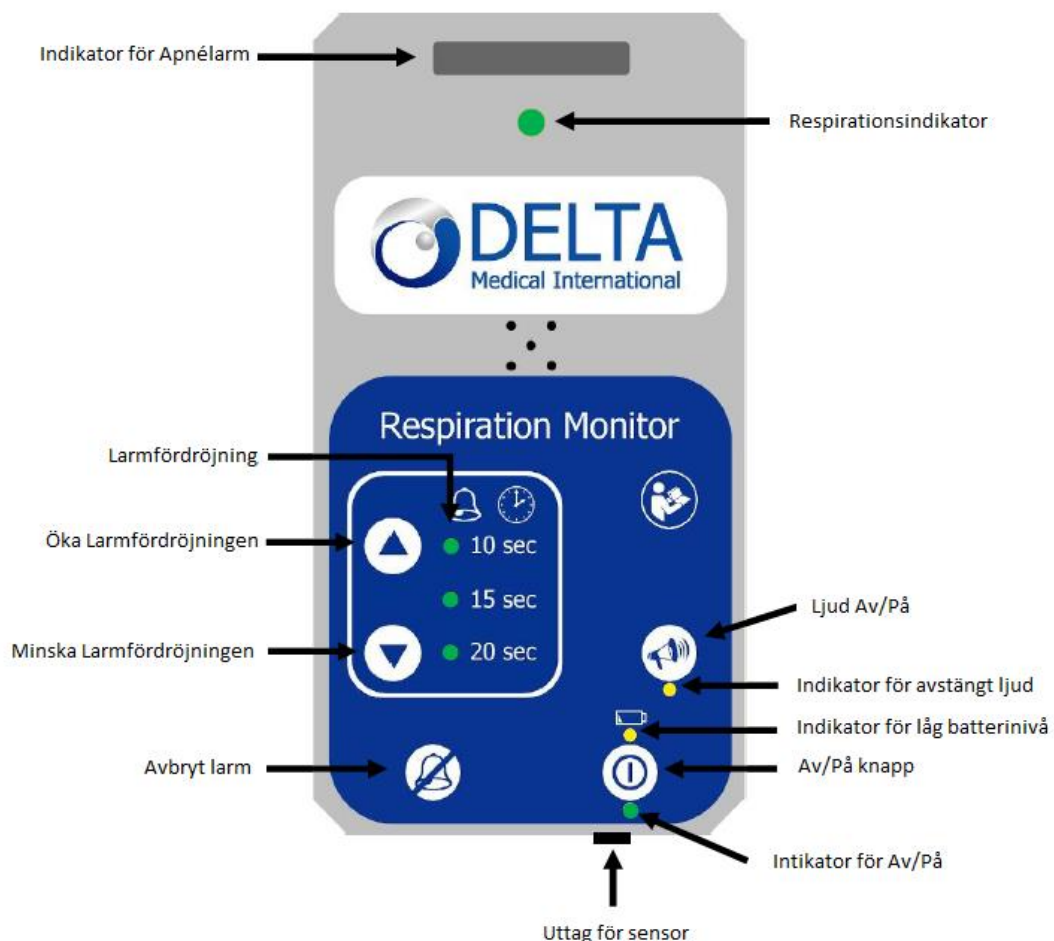 Indikator för Apnélarm
Respirationsindikator
DELTA
Medical International
Respiration Monitor
Larmfördröjning
Öka Larmfördröjningen
10 sec
15 sec
Ljud Av/På
Minska Larmfördröjningen
20 sec
Indikator för avstängt ljud
Indikator för låg batterinivå
Avbryt larm
Av/På knapp
Intikator för Av/På
Uttag för sensor